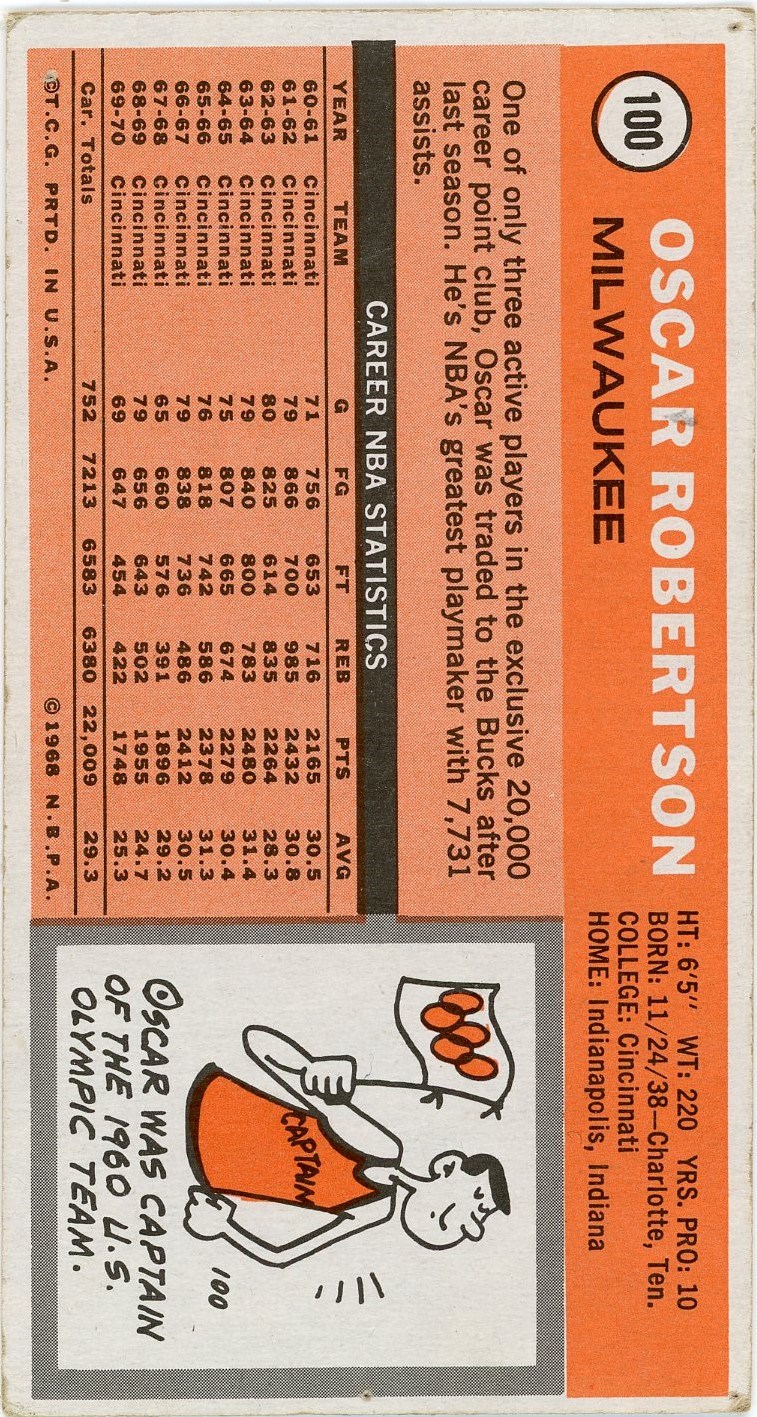 100
OSCAR ROBERTSON
MILWAUKEE
HT: 6'5" WT: 220 YRS. PRO: 10
BORN: 11/24/38—Charlotte, Ten.
COLLEGE: Cincinnati
HOME: Indianapolis, Indiana
One of only three active players in the exclusive 20,000
career point club, Oscar was traded to the Bucks after
last season. He's NBA's greatest playmaker with 7,731
assists.
CAREER NBA STATISTICS
YEAR TEAM G FG FT REB PTS AVG
60-61 Cincinnati 71 756 653 716 2165 30.5
61-62 Cincinnati 79 866 700 985 2432 30.8
62-63 Cincinnati 80 825 614 835 2264 28.3
63-64 Cincinnati 79 840 800 783 2480 31.4
64-65 Cincinnati 75 807 665 674 2279 30.4
65-66 Cincinnati 76 818 742 586 2378 31.3
66-67 Cincinnati 79 838 736 486 2412 30.5
67-68 Cincinnati 65 660 576 391 1896 29.2
68-69 Cincinnati 79 656 643 502 1955 24.7
69-70 Cincinnati 69 647 454 422 1748 25.3
Car. Totals 752 7213 6583 6380 22,009 29.3
©T.C.G. PRTD. IN U.S.A. ©1968 N.B.P.A.
CAPTAIN
100
OSCAR WAS CAPTAIN
OF THE 1960 U.S.
OLYMPIC TEAM.